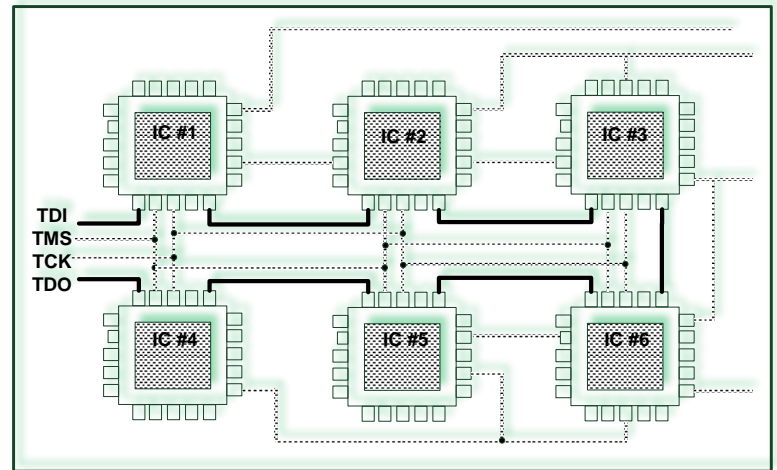 IC #1
IC #2
IC #3
TDI
TMS
TCK
TDO
IC #4
IC #5
IC #6